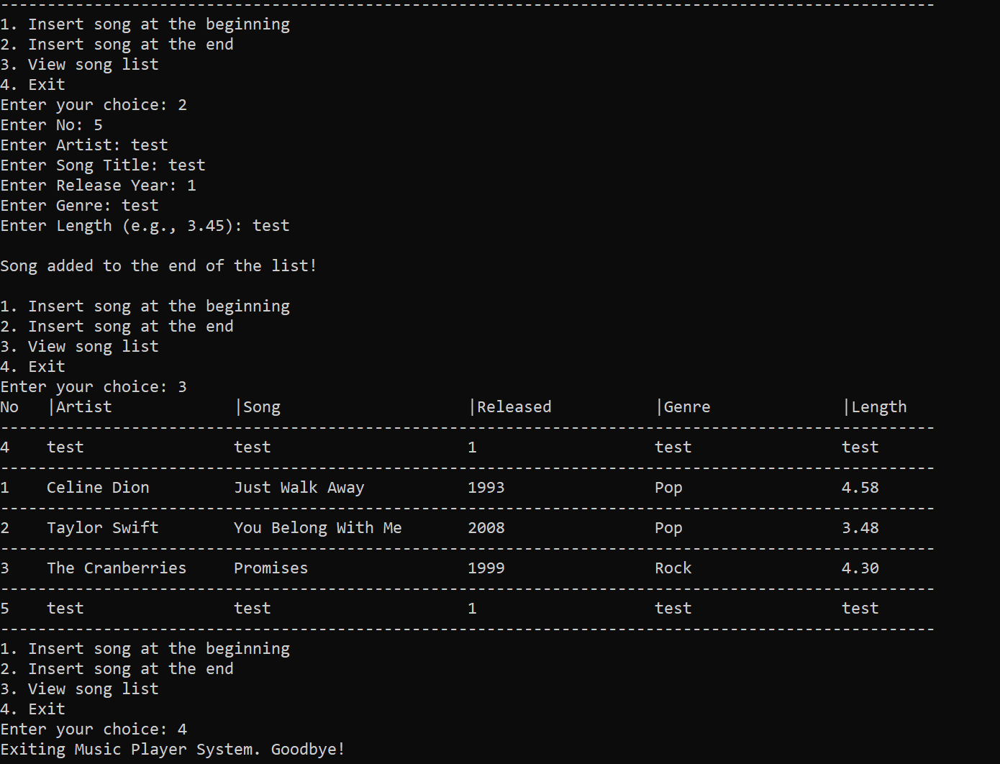 ----------------------------------------------------------------------------------------------------
1. Insert song at the beginning
2. Insert song at the end
3. View song list
4. Exit
Enter your choice: 2
Enter No: 5
Enter Artist: test
Enter Song Title: test
Enter Release Year: 1
Enter Genre: test
Enter Length (e.g., 3.45): test

Song added to the end of the list!

1. Insert song at the beginning
2. Insert song at the end
3. View song list
4. Exit
Enter your choice: 3
No   |Artist             |Song                    |Released           |Genre              |Length
----------------------------------------------------------------------------------------------------
4    test                test                     1                   test                test
----------------------------------------------------------------------------------------------------
1    Celine Dion         Just Walk Away           1993                Pop                 4.58
----------------------------------------------------------------------------------------------------
2    Taylor Swift        You Belong With Me       2008                Pop                 3.48
----------------------------------------------------------------------------------------------------
3    The Cranberries     Promises                 1999                Rock                4.30
----------------------------------------------------------------------------------------------------
5    test                test                     1                   test                test
----------------------------------------------------------------------------------------------------
1. Insert song at the beginning
2. Insert song at the end
3. View song list
4. Exit
Enter your choice: 4
Exiting Music Player System. Goodbye!